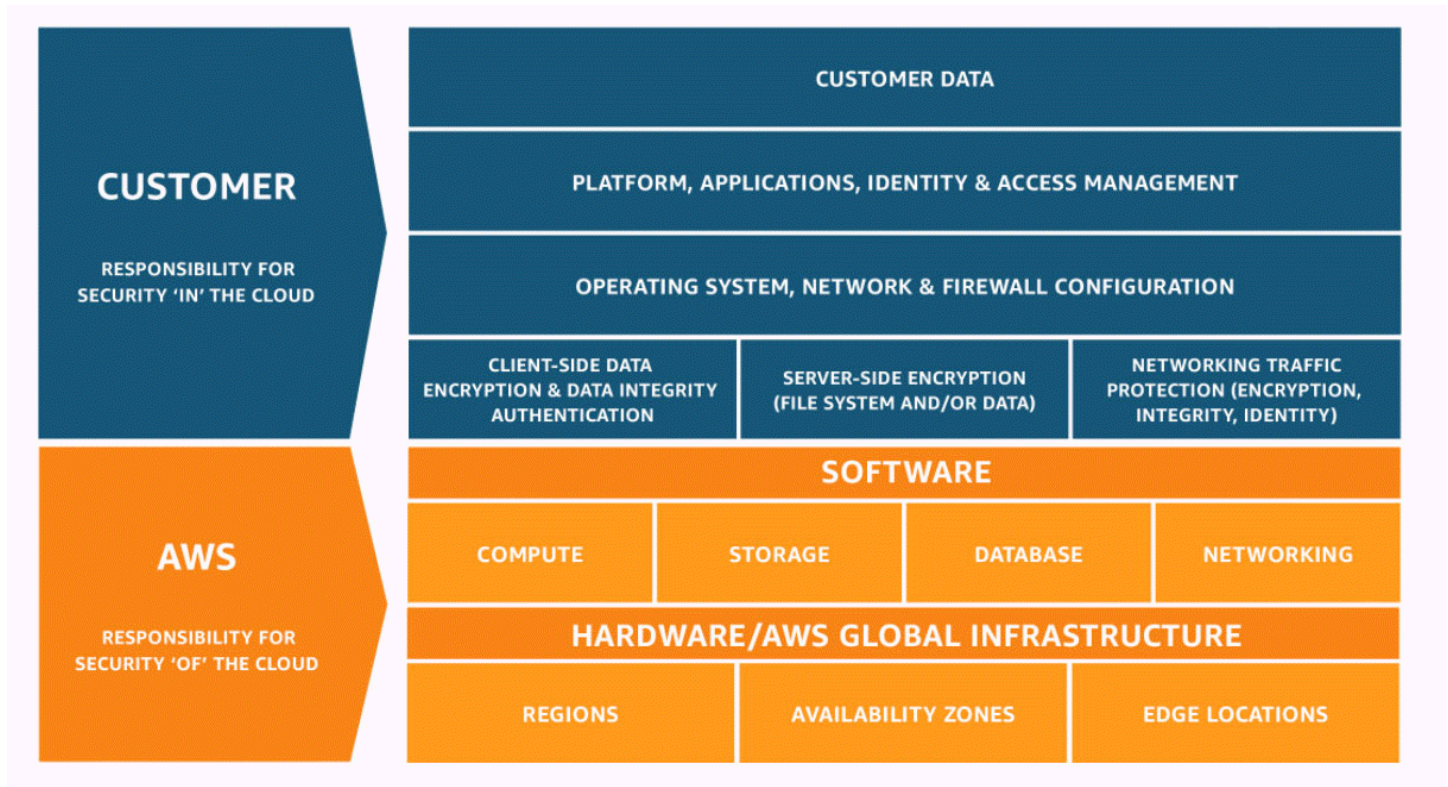 CUSTOMER
RESPONSIBILITY FOR
SECURITY ‘IN’ THE CLOUD
CUSTOMER DATA
PLATFORM, APPLICATIONS, IDENTITY & ACCESS MANAGEMENT
OPERATING SYSTEM, NETWORK & FIREWALL CONFIGURATION
CLIENT-SIDE DATA
ENCRYPTION & DATA INTEGRITY
AUTHENTICATION
SERVER-SIDE ENCRYPTION
(FILE SYSTEM AND/OR DATA)
NETWORKING TRAFFIC
PROTECTION (ENCRYPTION,
INTEGRITY, IDENTITY)
AWS
RESPONSIBILITY FOR
SECURITY ‘OF’ THE CLOUD
SOFTWARE
COMPUTE
STORAGE
DATABASE
NETWORKING
HARDWARE/AWS GLOBAL INFRASTRUCTURE
REGIONS
AVAILABILITY ZONES
EDGE LOCATIONS